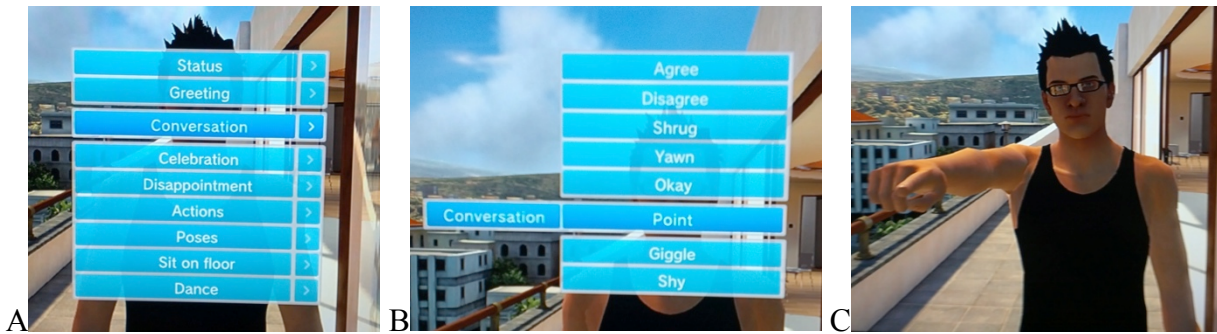 A
Status >
Greeting >
Conversation >
Celebration >
Disappointment >
Actions >
Poses >
Sit on floor >
Dance >
B
Agree
Disagree
Shrug
Yawn
Okay
Conversation Point
Giggle
Shy
C